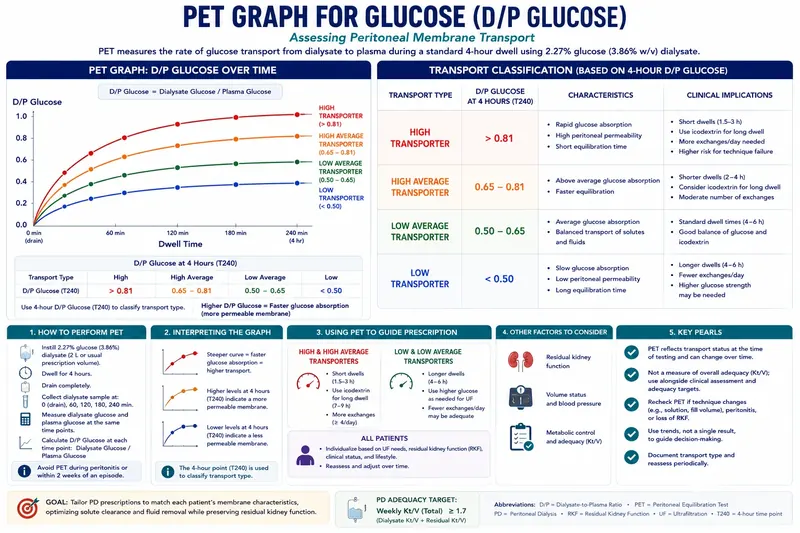 PET GRAPH FOR GLUCOSE (D/P GLUCOSE)
Assessing Peritoneal Membrane Transport
PET measures the rate of glucose transport from dialysate to plasma during a standard 4-hour dwell using 2.27% glucose (3.86% w/v) dialysate.
PET GRAPH: D/P GLUCOSE OVER TIME
D/P Glucose = Dialysate Glucose / Plasma Glucose
D/P Glucose
1.0
0.8
0.6
0.4
0.2
0.0
0 min
(drain)
60 min
120 min
180 min
240 min
(4 hr)
Dwell Time
HIGH
TRANSPORTER
(> 0.81)
HIGH AVERAGE
TRANSPORTER
(0.65 – 0.81)
LOW AVERAGE
TRANSPORTER
(0.50 – 0.65)
LOW
TRANSPORTER
(< 0.50)
D/P Glucose at 4 Hours (T240)
Transport Type High High Average Low Average Low
D/P Glucose (T240) > 0.81 0.65 – 0.81 0.50 – 0.65 < 0.50
Use 4-hour D/P Glucose (T240) to classify transport type.
Higher D/P Glucose = Faster glucose absorption
(more permeable membrane)
TRANSPORT CLASSIFICATION (BASED ON 4-HOUR D/P GLUCOSE)
TRANSPORT TYPE
D/P GLUCOSE
AT 4 HOURS (T240)
CHARACTERISTICS
CLINICAL IMPLICATIONS
HIGH
TRANSPORTER
> 0.81
• Rapid glucose absorption
• High peritoneal permeability
• Short equilibration time
• Short dwells (1.5–3 h)
• Use icodextrin for long dwell
• More exchanges/day needed
• Higher risk for technique failure
HIGH AVERAGE
TRANSPORTER
0.65 – 0.81
• Above average glucose absorption
• Faster equilibration
• Shorter dwells (2–4 h)
• Consider icodextrin for long dwell
• Moderate number of exchanges
LOW AVERAGE
TRANSPORTER
0.50 – 0.65
• Average glucose absorption
• Balanced transport of solutes
and fluids
• Standard dwell times (4–6 h)
• Good balance of glucose and
icodextrin
LOW
TRANSPORTER
< 0.50
• Slow glucose absorption
• Low peritoneal permeability
• Long equilibration time
• Longer dwells (4–6 h)
• Fewer exchanges/day
• Higher glucose strength
may be needed
1. HOW TO PERFORM PET
Instill 2.27% glucose (3.86%)
dialysate (2 L or usual
prescription volume).
Dwell for 4 hours.
Drain completely.
Collect dialysate sample at:
0 (drain), 60, 120, 180, 240 min.
Measure dialysate glucose and
plasma glucose at the same
time points.
Calculate D/P Glucose at each
time point: Dialysate Glucose /
Plasma Glucose
Avoid PET during peritonitis or
within 2 weeks of an episode.
2. INTERPRETING THE GRAPH
Steeper curve = faster
glucose absorption =
higher transport.
Higher levels at 4 hours
(T240) indicate a more
permeable membrane.
Lower levels at 4 hours
(T240) indicate a less
permeable membrane.
The 4-hour point (T240) is used
to classify transport type.
3. USING PET TO GUIDE PRESCRIPTION
HIGH & HIGH AVERAGE
TRANSPORTERS
• Short dwells
(1.5–3 h)
• Use icodextrin
for long dwell
(7–9 h)
• More exchanges
(≥ 4/day)
LOW & LOW AVERAGE
TRANSPORTERS
• Longer dwells
(4–6 h)
• Use higher glucose
as needed for UF
• Fewer exchanges/day
may be adequate
ALL PATIENTS
• Individualize based on UF needs, residual kidney function (RKF),
clinical status, and lifestyle.
• Reassess and adjust over time.
4. OTHER FACTORS TO CONSIDER
Residual kidney
function
Volume status
and blood pressure
Metabolic control
and adequacy (Kt/V)
5. KEY PEARLS
PET reflects transport status at the time
of testing and can change over time.
Not a measure of overall adequacy (Kt/V);
use alongside clinical assessment and
adequacy targets.
Recheck PET if technique changes
(e.g., solution, fill volume), peritonitis,
or loss of RKF.
Use trends, not a single result,
to guide decision-making.
Document transport type and
reassess periodically.
GOAL: Tailor PD prescriptions to match each patient's membrane characteristics,
optimizing solute clearance and fluid removal while preserving residual kidney function.
PD ADEQUACY TARGET:
Weekly Kt/V (Total) ≥ 1.7
(Dialysate Kt/V + Residual Kt/V)
Abbreviations: D/P = Dialysate-to-Plasma Ratio • PET = Peritoneal Equilibration Test
PD = Peritoneal Dialysis • RKF = Residual Kidney Function • UF = Ultrafiltration • T240 = 4-hour time point